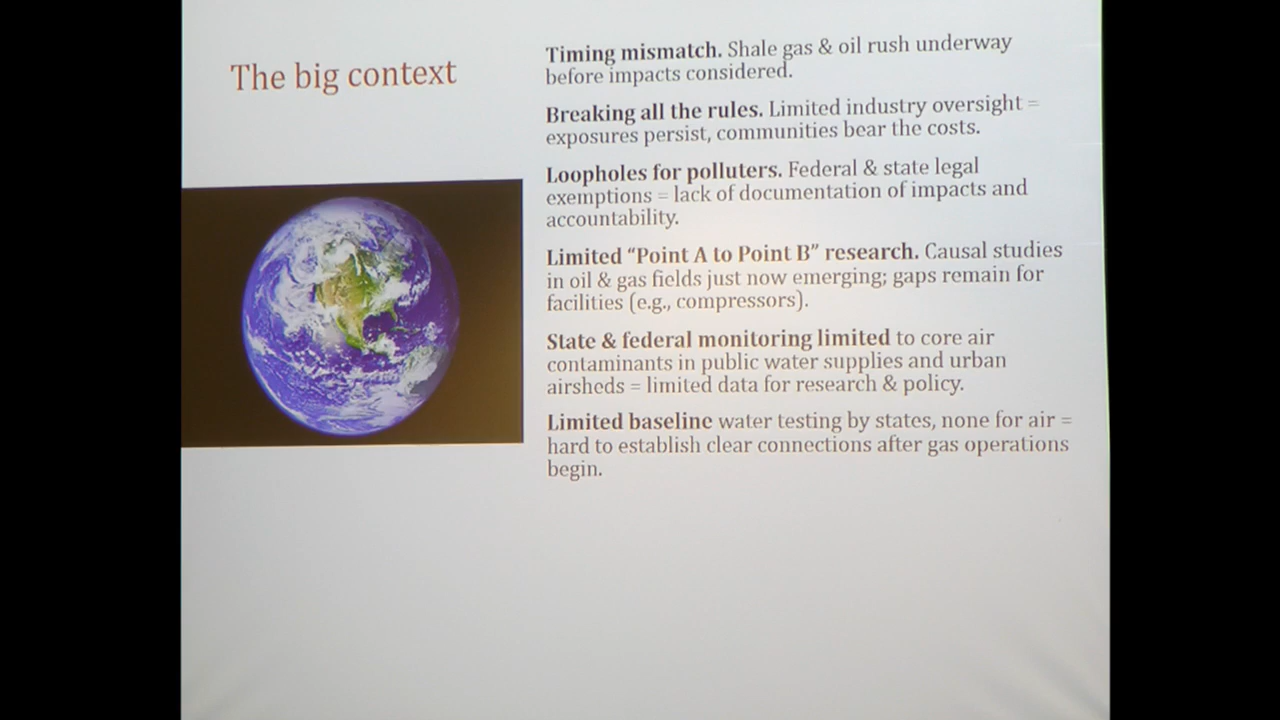 The big context
Timing mismatch. Shale gas & oil rush underway
before impacts considered.
Breaking all the rules. Limited industry oversight =
exposures persist, communities bear the costs.
Loopholes for polluters. Federal & state legal
exemptions = lack of documentation of impacts and
accountability.
Limited “Point A to Point B” research. Causal studies
in oil & gas fields just now emerging; gaps remain for
facilities (e.g., compressors).
State & federal monitoring limited to core air
contaminants in public water supplies and urban
airsheds = limited data for research & policy.
Limited baseline water testing by states, none for air =
hard to establish clear connections after gas operations
begin.